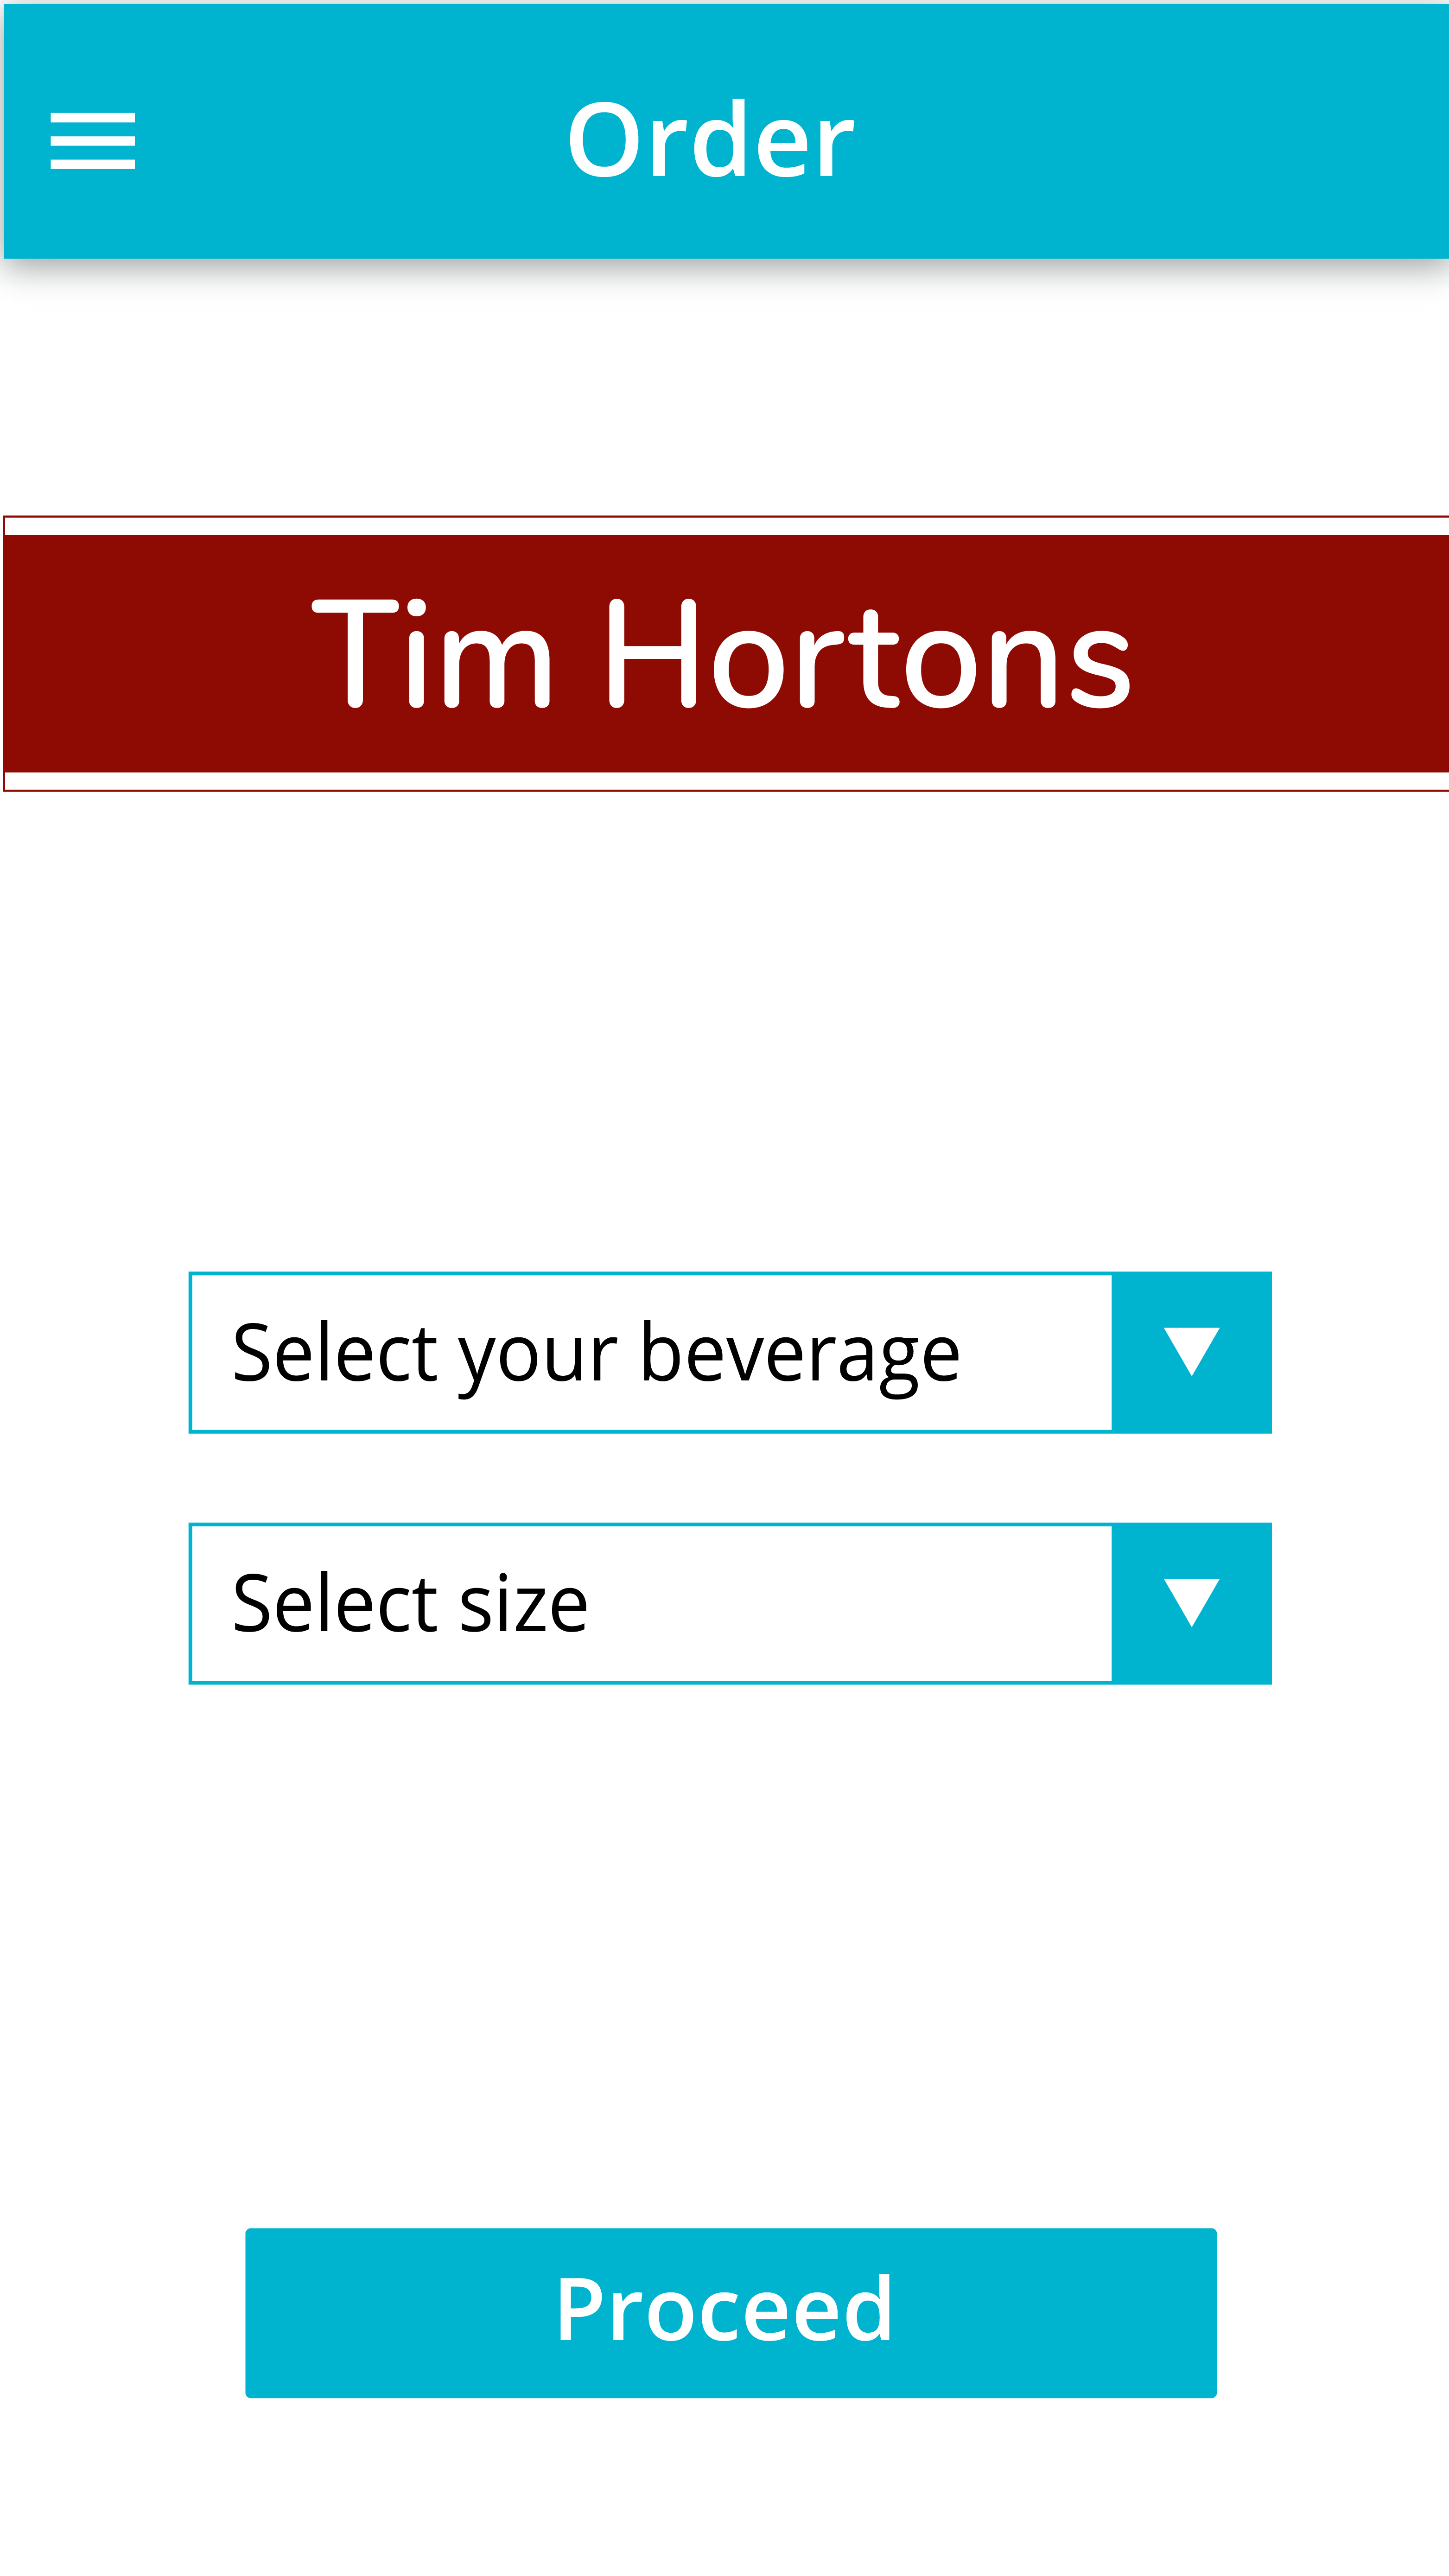 Order
Tim Hortons
Select your beverage
Select size
Proceed